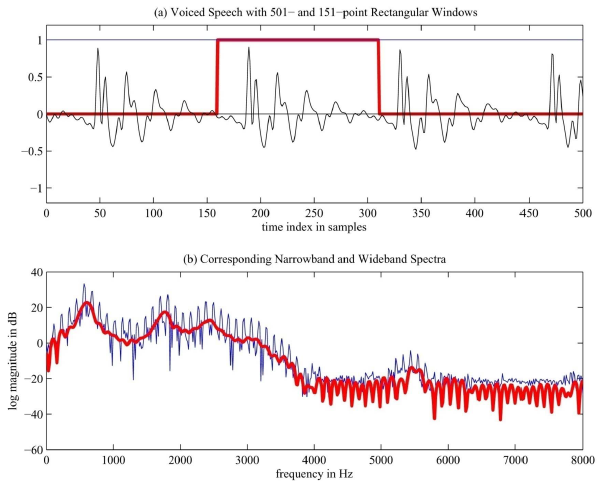 (a) Voiced Speech with 501− and 151−point Rectangular Windows
1
0.5
0
−0.5
−1
0 50 100 150 200 250 300 350 400 450 500
time index in samples
(b) Corresponding Narrowband and Wideband Spectra
40
20
0
−20
−40
−60
log magnitude in dB
0 1000 2000 3000 4000 5000 6000 7000 8000
frequency in Hz